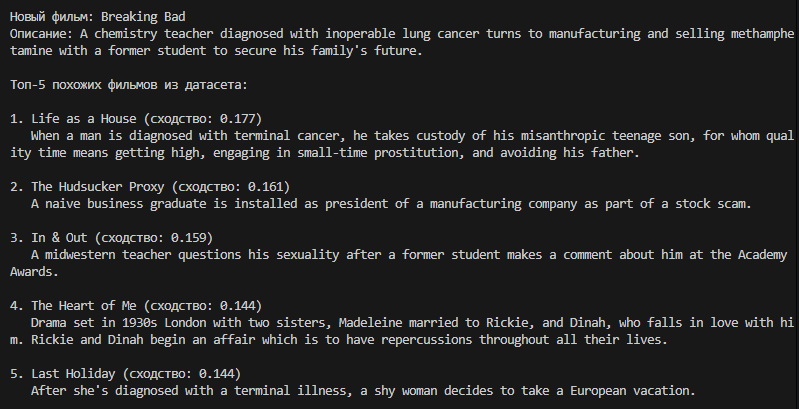 Новый фильм: Breaking Bad
Описание: A chemistry teacher diagnosed with inoperable lung cancer turns to manufacturing and selling methamphe
tamine with a former student to secure his family's future.
Топ-5 похожих фильмов из датасета:
1. Life as a House (сходство: 0.177)
When a man is diagnosed with terminal cancer, he takes custody of his misanthropic teenage son, for whom qual
ity time means getting high, engaging in small-time prostitution, and avoiding his father.
2. The Hudsucker Proxy (сходство: 0.161)
A naive business graduate is installed as president of a manufacturing company as part of a stock scam.
3. In & Out (сходство: 0.159)
A midwestern teacher questions his sexuality after a former student makes a comment about him at the Academy
Awards.
4. The Heart of Me (сходство: 0.144)
Drama set in 1930s London with two sisters, Madeleine married to Rickie, and Dinah, who falls in love with hi
m. Rickie and Dinah begin an affair which is to have repercussions throughout all their lives.
5. Last Holiday (сходство: 0.144)
After she's diagnosed with a terminal illness, a shy woman decides to take a European vacation.